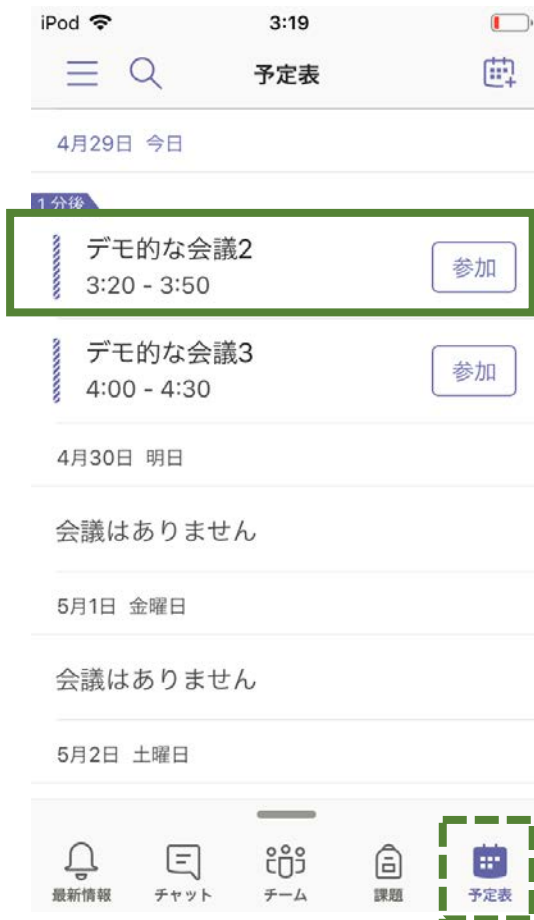 iPod 3:19
予定表
4月29日 今日
1 分後
デモ的な会議2
3:20 - 3:50
参加
デモ的な会議3
4:00 - 4:30
参加
4月30日 明日
会議はありません
5月1日 金曜日
会議はありません
5月2日 土曜日
最新情報 チャット チーム 課題 予定表